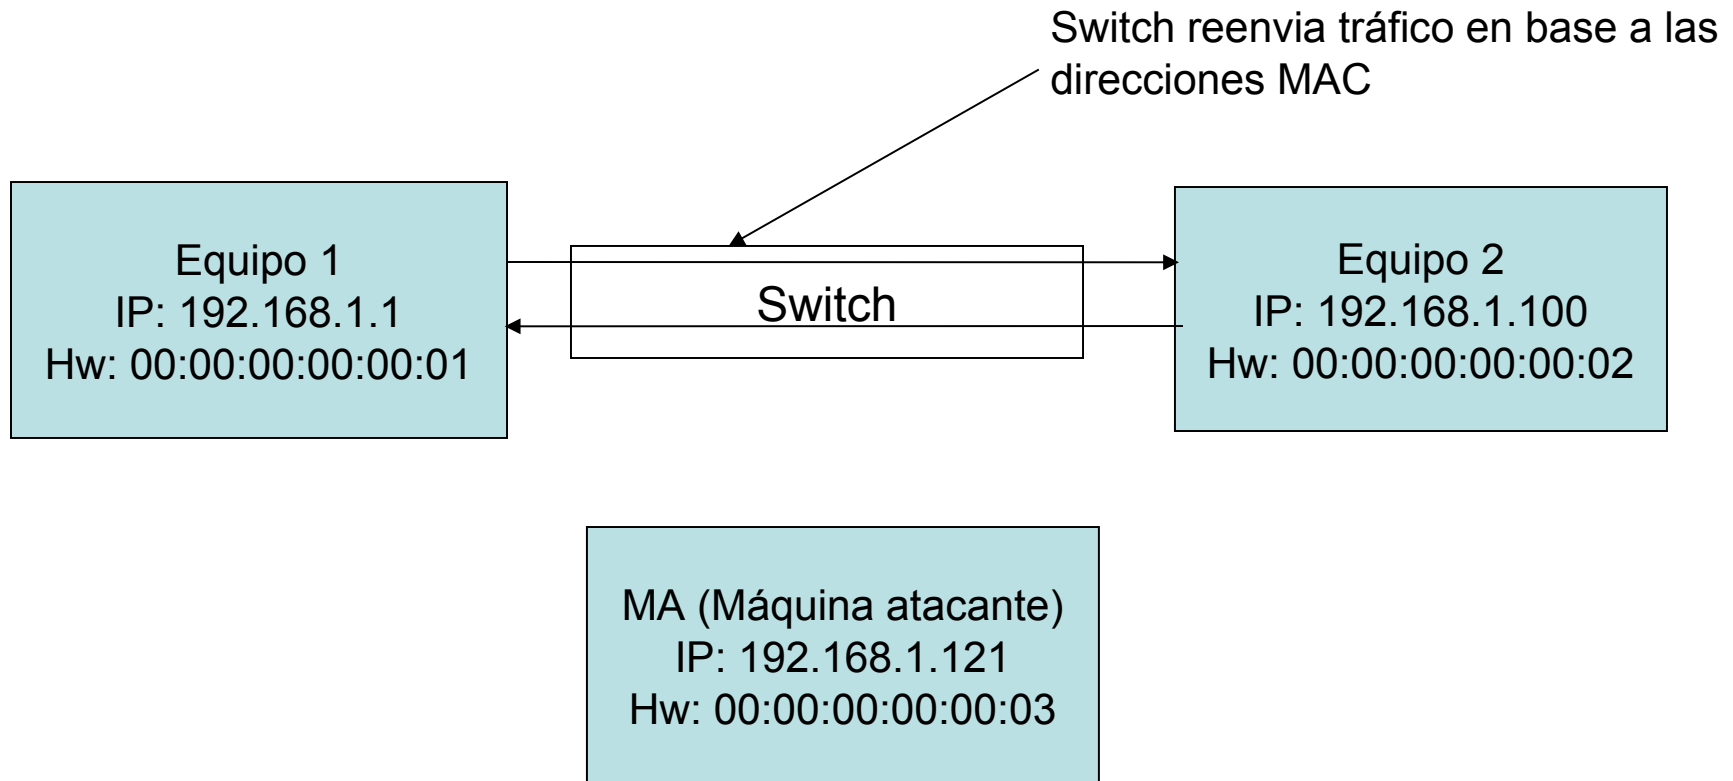 Switch reenvia tráfico en base a las
direcciones MAC
Equipo 1
IP: 192.168.1.1
Hw: 00:00:00:00:00:01
Switch
Equipo 2
IP: 192.168.1.100
Hw: 00:00:00:00:00:02
MA (Máquina atacante)
IP: 192.168.1.121
Hw: 00:00:00:00:00:03